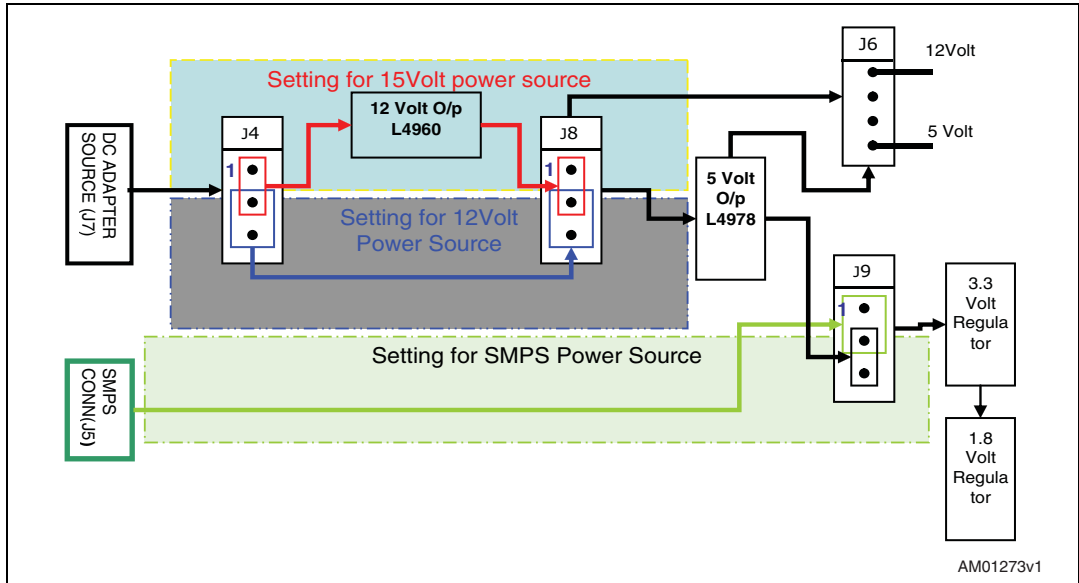 Setting for 15Volt power source
12 Volt O/p
L4960
J4
1
J8
1
J6
12Volt
5 Volt
DC ADAPTER
SOURCE (J7)
Setting for 12Volt
Power Source
5 Volt
O/p
L4978
J9
1
3.3
Volt
Regula
tor
Setting for SMPS Power Source
SMPS
CONN(J5)
1.8
Volt
Regula
tor
AM01273v1